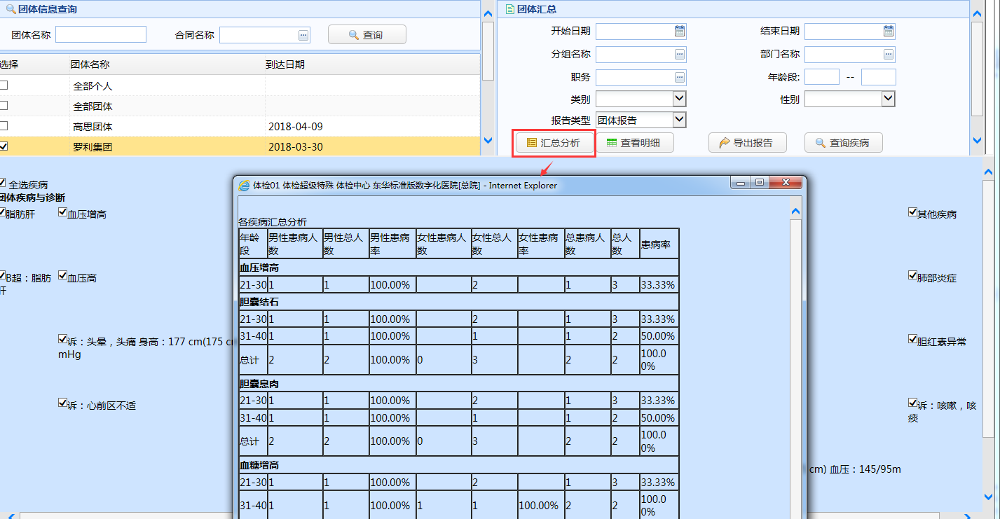 团体信息查询
团体名称 合同名称 查询
选择 团体名称 到达日期
全部个人
全部团体
高思团体 2018-04-09
罗利集团 2018-03-30
团体汇总
开始日期 结束日期
分组名称 部门名称
职务 年龄段: --
类别 性别
报告类型 团体报告
汇总分析 查看明细 导出报告 查询疾病
全选疾病
团体疾病与诊断
脂肪肝 血压增高 其他疾病
B超：脂肪肝 血压高 肺部炎症
诉：头晕，头痛 身高：177 cm(175 c
mHg
胆红素异常
诉：心前区不适
诉：咳嗽，咳
痰
cm) 血压：145/95m
体检01 体检超级特殊 体检中心 东华标准版数字化医院[总院] - Internet Explorer
各疾病汇总分析
年龄段 男性患病人数 男性总人数 男性患病率 女性患病人数 女性总人数 女性患病率 总患病人数 总人数 患病率
血压增高
21-30 1 1 100.00% 2 1 3 33.33%
胆囊结石
21-30 1 1 100.00% 2 1 3 33.33%
31-40 1 1 100.00% 1 1 2 50.00%
总计 2 2 100.00% 0 3 2 2 100.00%
胆囊息肉
21-30 1 1 100.00% 2 1 3 33.33%
31-40 1 1 100.00% 1 1 2 50.00%
总计 2 2 100.00% 0 3 2 2 100.00%
血糖增高
21-30 1 1 100.00% 2 1 3 33.33%
31-40 1 1 100.00% 1 1 100.00% 2 2 100.00%